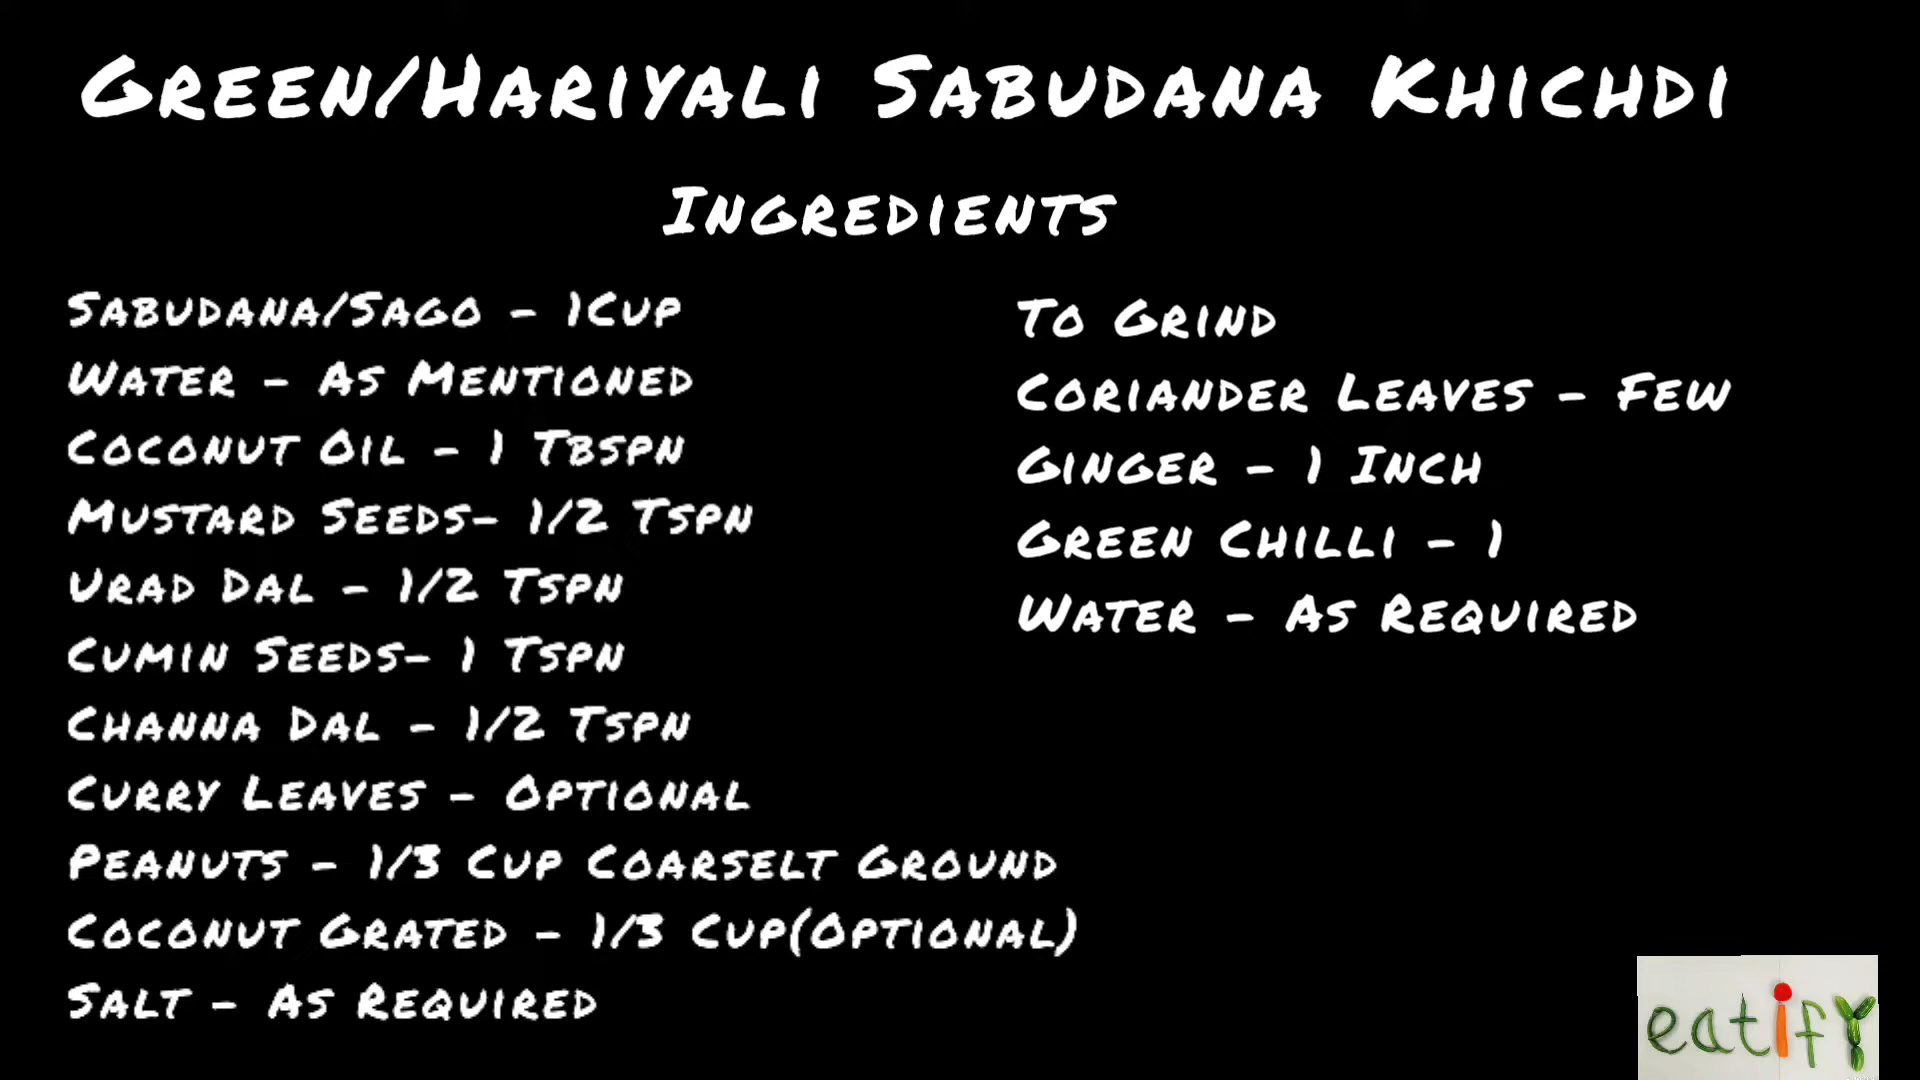 Green/Hariyali Sabudana Khichdi
Ingredients
Sabudana/Sago - 1Cup
Water - As Mentioned
Coconut Oil - 1 Tbspn
Mustard Seeds- 1/2 Tspn
Urad Dal - 1/2 Tspn
Cumin Seeds- 1 Tspn
Channa Dal - 1/2 Tspn
Curry Leaves - Optional
Peanuts - 1/3 Cup Coarselt Ground
Coconut Grated - 1/3 Cup(Optional)
Salt - As Required
To Grind
Coriander Leaves - Few
Ginger - 1 Inch
Green Chilli - 1
Water - As Required
eatify